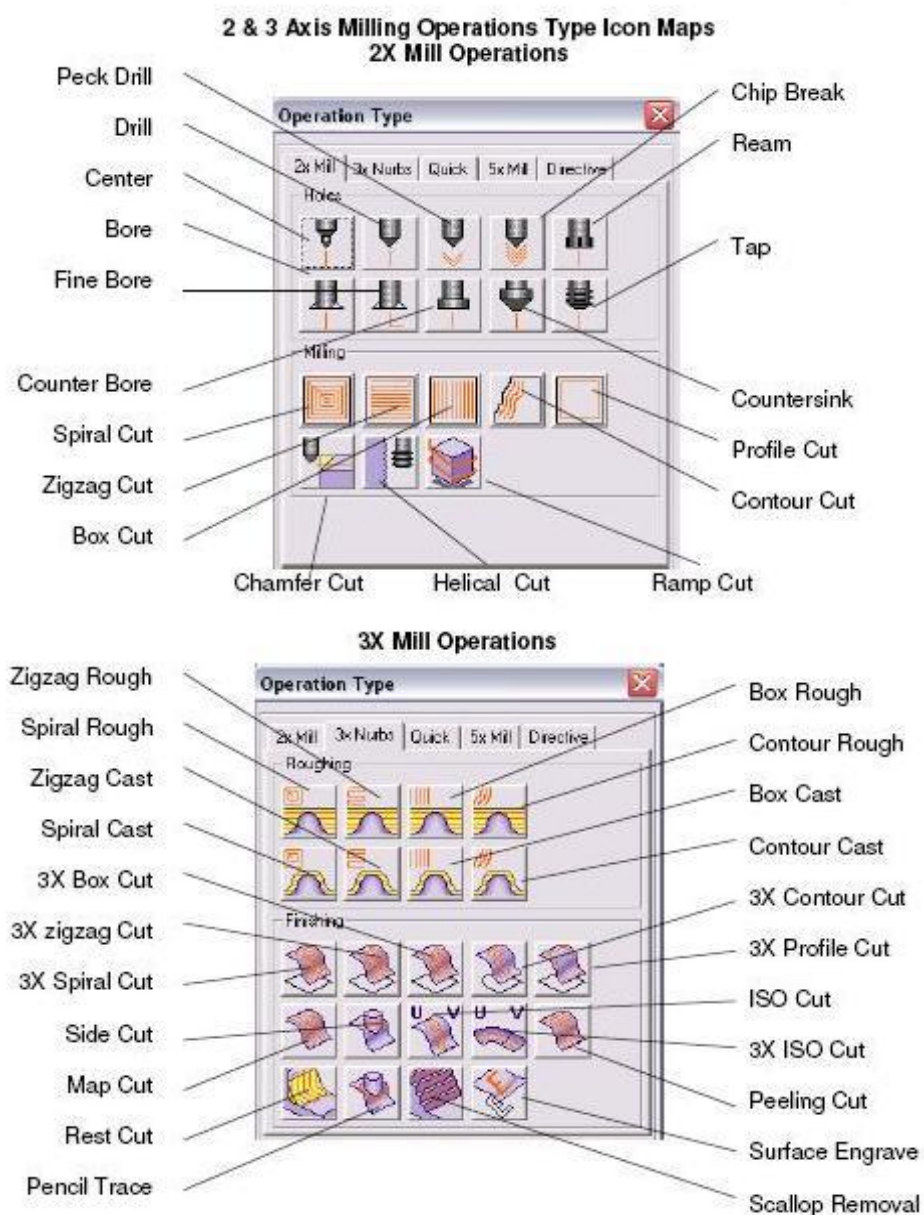 2 & 3 Axis Milling Operations Type Icon Maps
2X Mill Operations
Peck Drill
Drill
Center
Bore
Fine Bore
Counter Bore
Spiral Cut
Zigzag Cut
Box Cut
Operation Type
2x Mill
3x Nurbs
Quick
5x Mill
Directive
Holes
Milling
Chip Break
Ream
Tap
Countersink
Profile Cut
Contour Cut
Chamfer Cut
Helical Cut
Ramp Cut
3X Mill Operations
Zigzag Rough
Spiral Rough
Zigzag Cast
Spiral Cast
3X Box Cut
3X zigzag Cut
3X Spiral Cut
Side Cut
Map Cut
Rest Cut
Pencil Trace
Operation Type
2x Mill
3x Nurbs
Quick
5x Mill
Directive
Roughing
Finishing
U V
U V
Box Rough
Contour Rough
Box Cast
Contour Cast
3X Contour Cut
3X Profile Cut
ISO Cut
3X ISO Cut
Peeling Cut
Surface Engrave
Scallop Removal